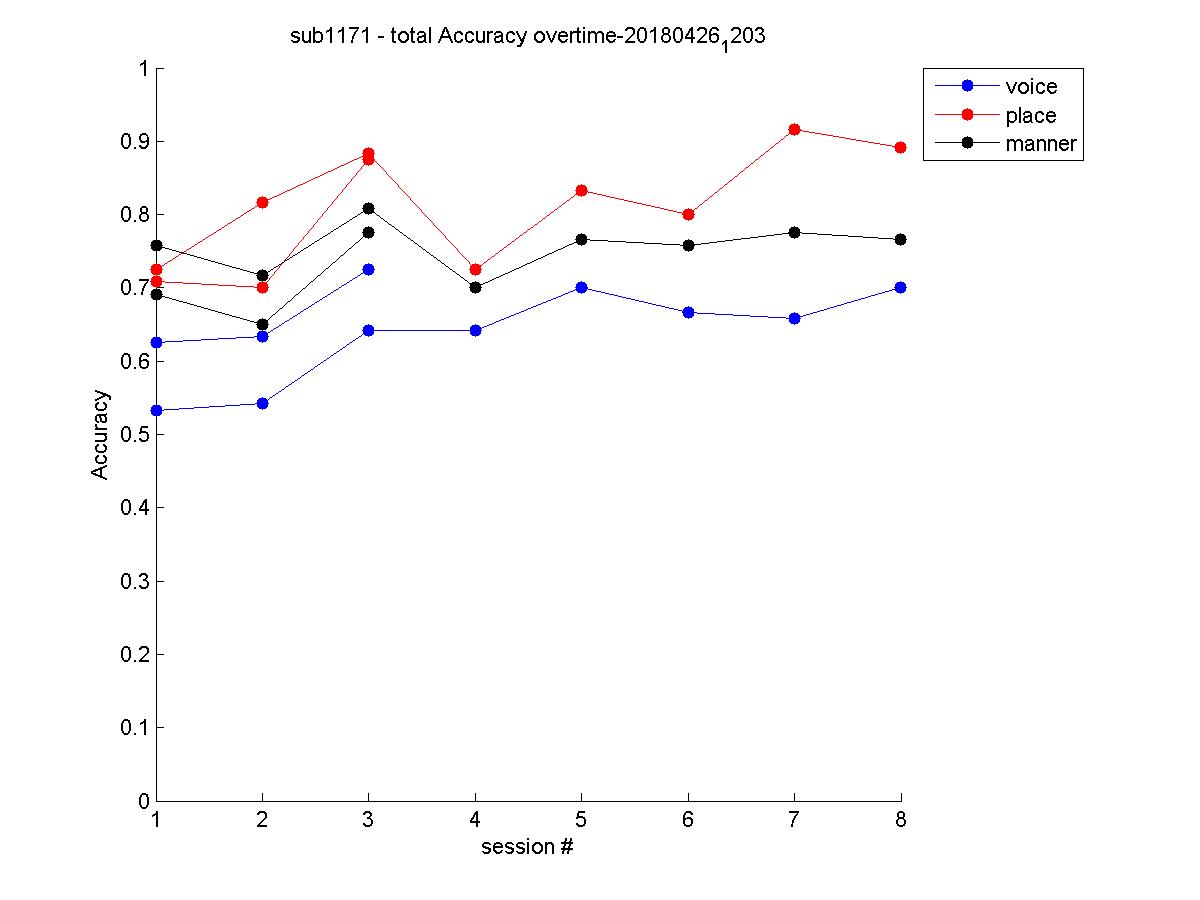 sub1171 - total Accuracy overtime-20180426₁203
voice
place
manner
1
0.9
0.8
0.7
0.6
0.5
0.4
0.3
0.2
0.1
0
Accuracy
1 2 3 4 5 6 7 8
session #